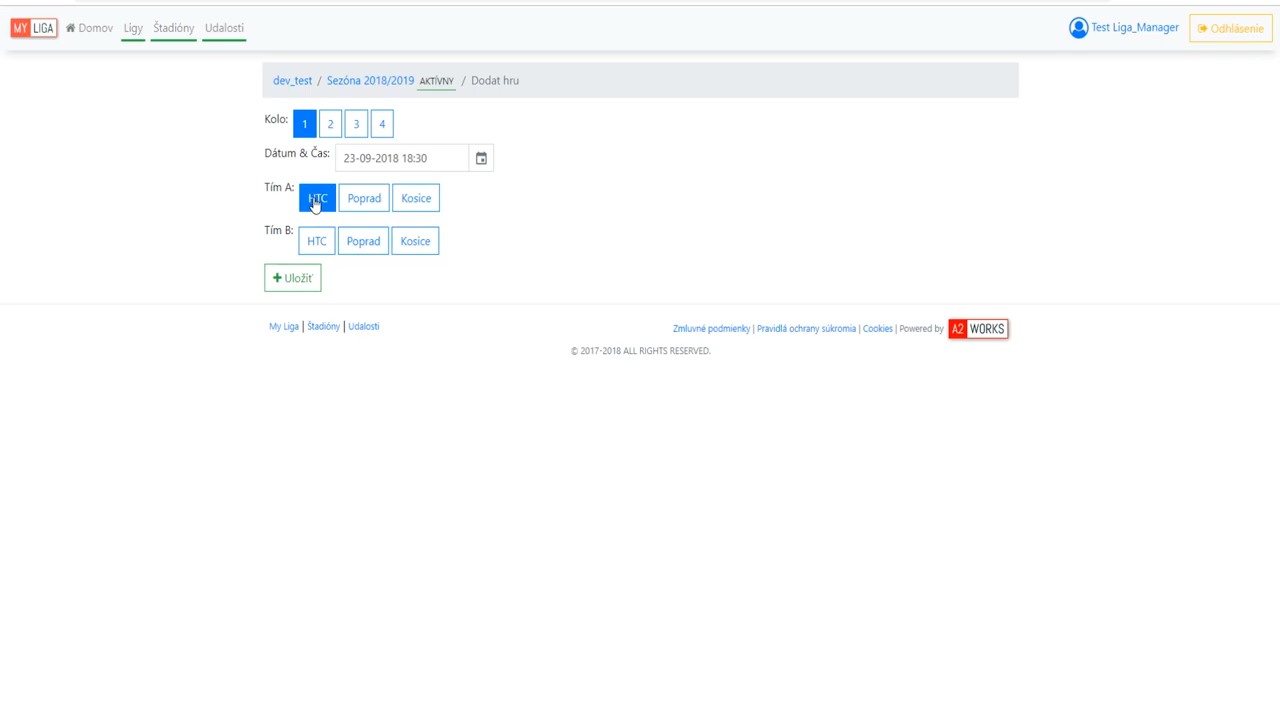 MY LIGA Domov Ligy Štadióny Udalosti Test Liga_Manager Odhlásenie
dev_test / Sezóna 2018/2019 AKTÍVNY / Dodat hru
Kolo: 1 2 3 4
Dátum & Čas: 23-09-2018 18:30
Tím A: HTC Poprad Kosice
Tím B: HTC Poprad Kosice
Uložiť
My Liga | Štadióny | Udalosti Zmluvné podmienky | Pravidlá ochrany súkromia | Cookies | Powered by A2 WORKS
© 2017-2018 ALL RIGHTS RESERVED.